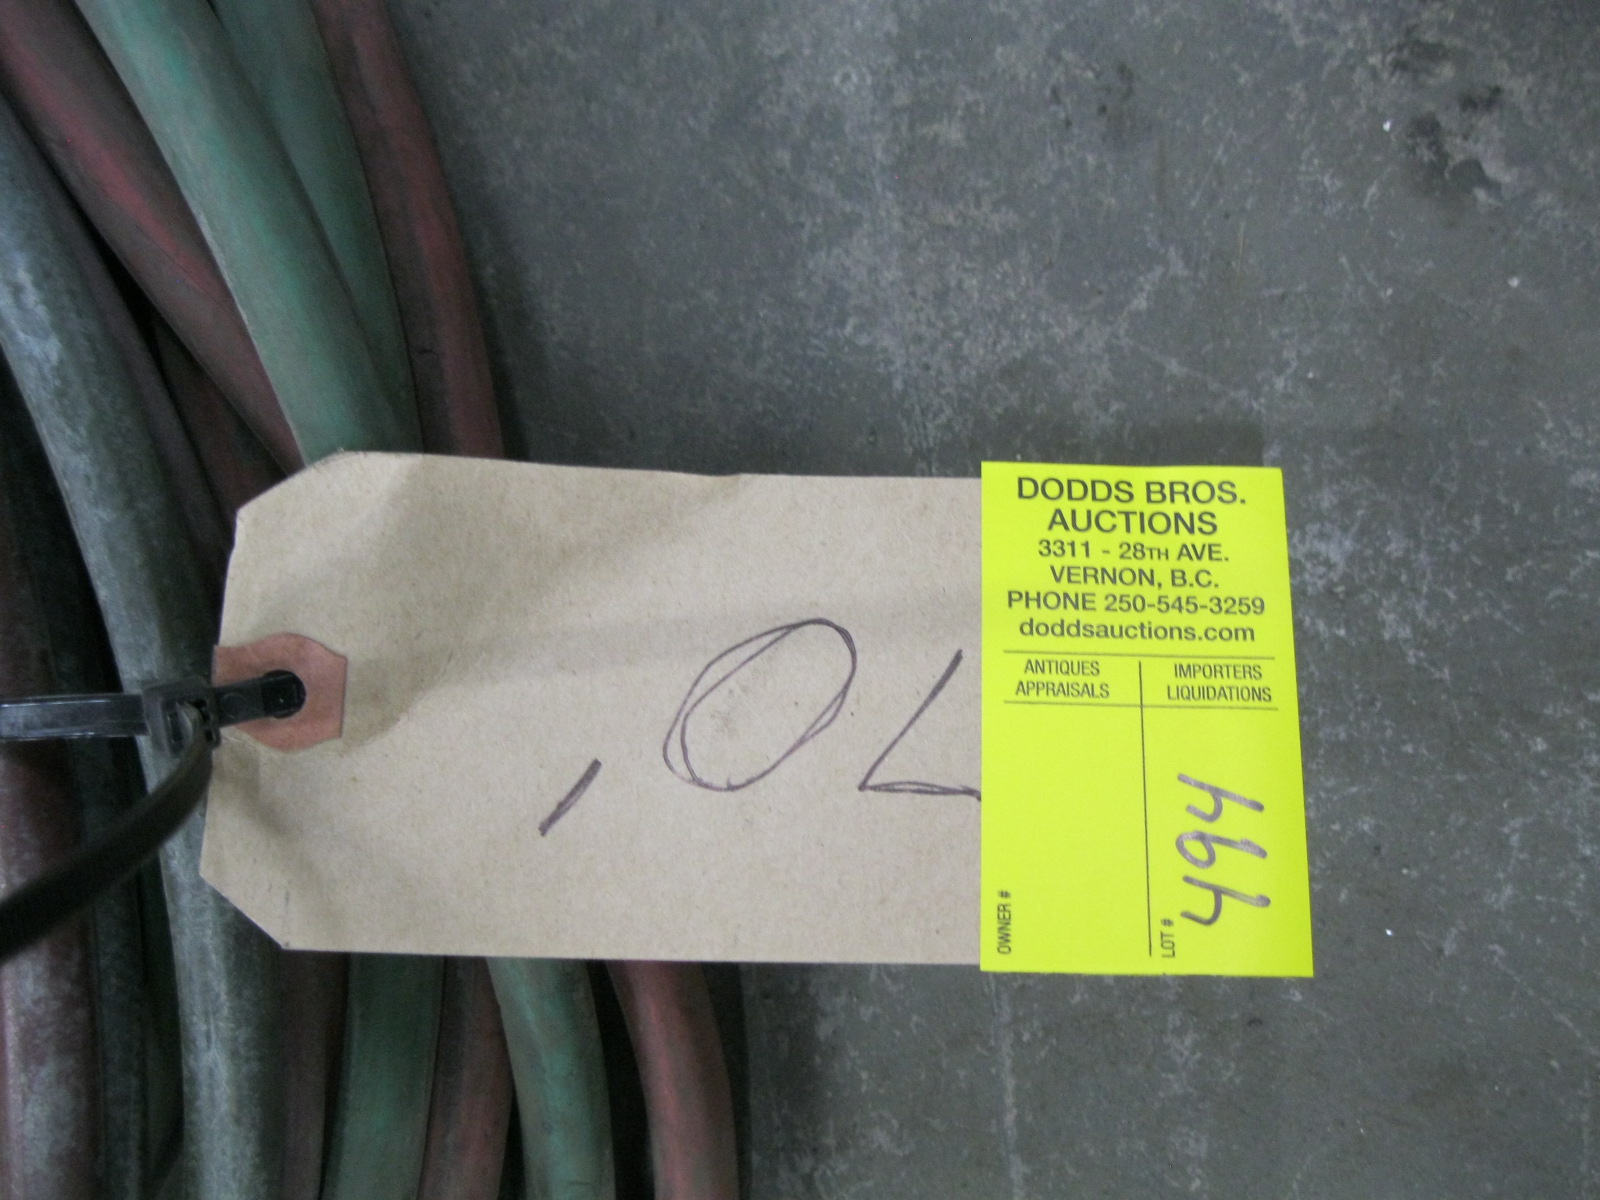 70'
DODDS BROS.
AUCTIONS
3311 - 28TH AVE.
VERNON, B.C.
PHONE 250-545-3259
doddsauctions.com
ANTIQUES
APPRAISALS
IMPORTERS
LIQUIDATIONS
OWNER #
LOT # 494